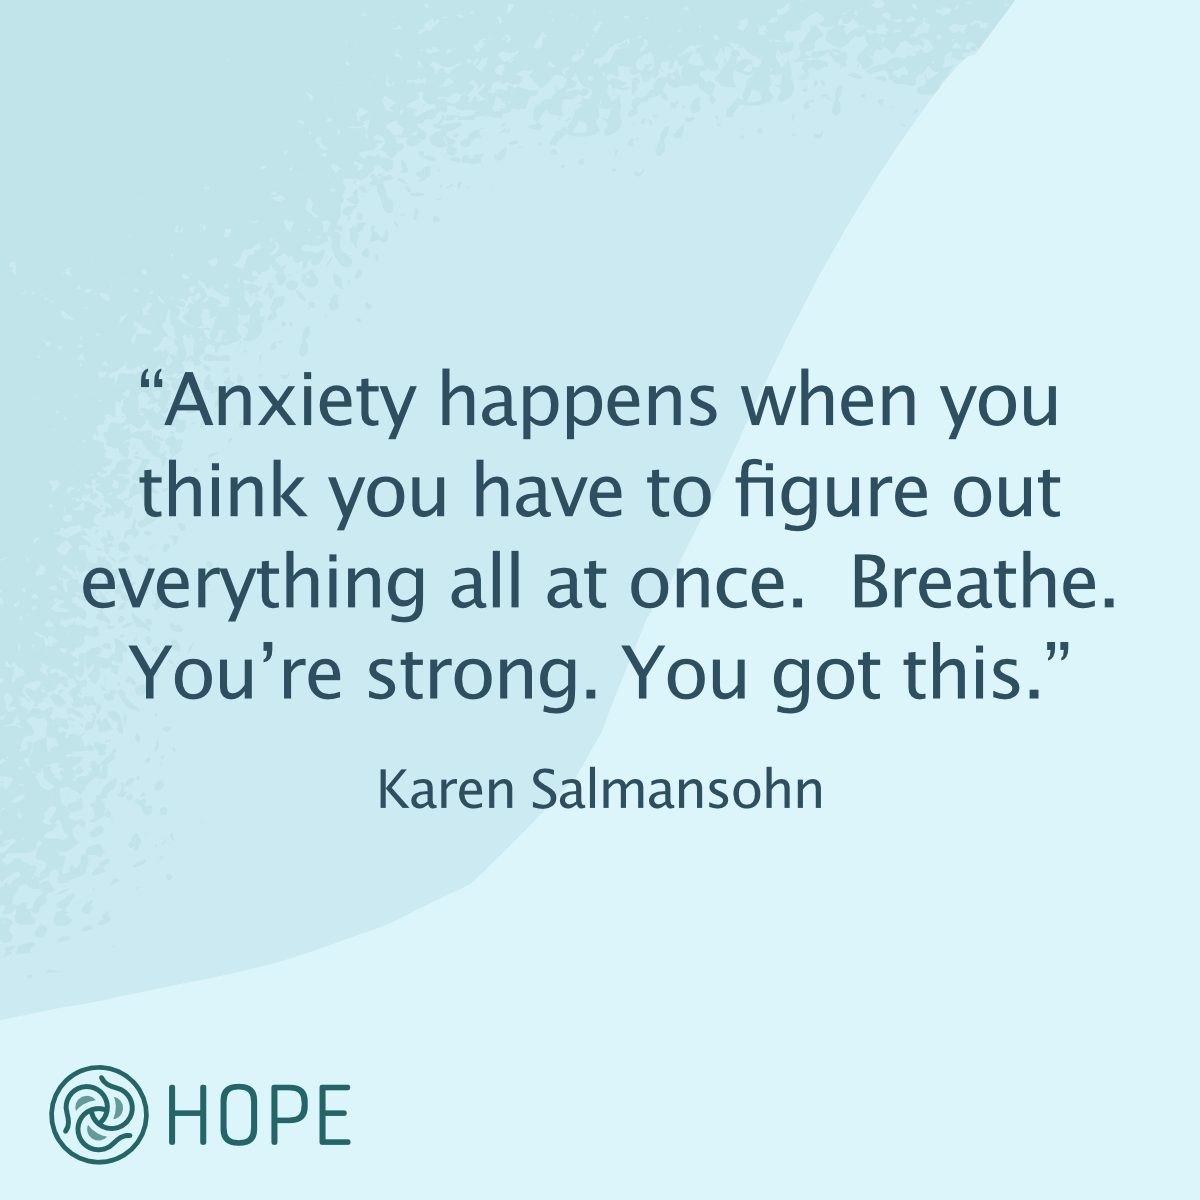 “Anxiety happens when you
think you have to figure out
everything all at once.  Breathe.
You’re strong. You got this.”
Karen Salmansohn
HOPE